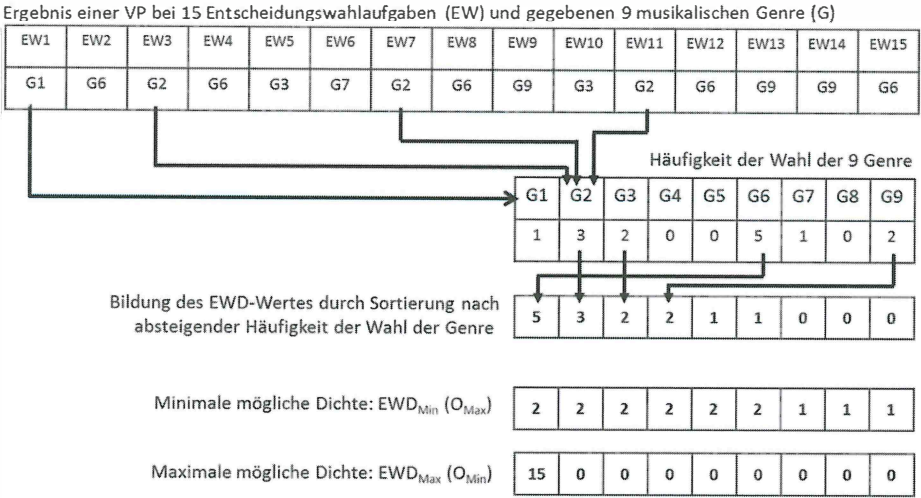 Ergebnis einer VP bei 15 Entscheidungswahlaufgaben (EW) und gegebenen 9 musikalischen Genre (G)
EW1 EW2 EW3 EW4 EW5 EW6 EW7 EW8 EW9 EW10 EW11 EW12 EW13 EW14 EW15
G1 G6 G2 G6 G3 G7 G2 G6 G9 G3 G2 G6 G9 G9 G6
Häufigkeit der Wahl der 9 Genre
G1 G2 G3 G4 G5 G6 G7 G8 G9
1 3 2 0 0 5 1 0 2
Bildung des EWD-Wertes durch Sortierung nach
absteigender Häufigkeit der Wahl der Genre
5 3 2 2 1 1 0 0 0
Minimale mögliche Dichte: EWDMin (OMax)
2 2 2 2 2 2 1 1 1
Maximale mögliche Dichte: EWDMax (OMin)
15 0 0 0 0 0 0 0 0